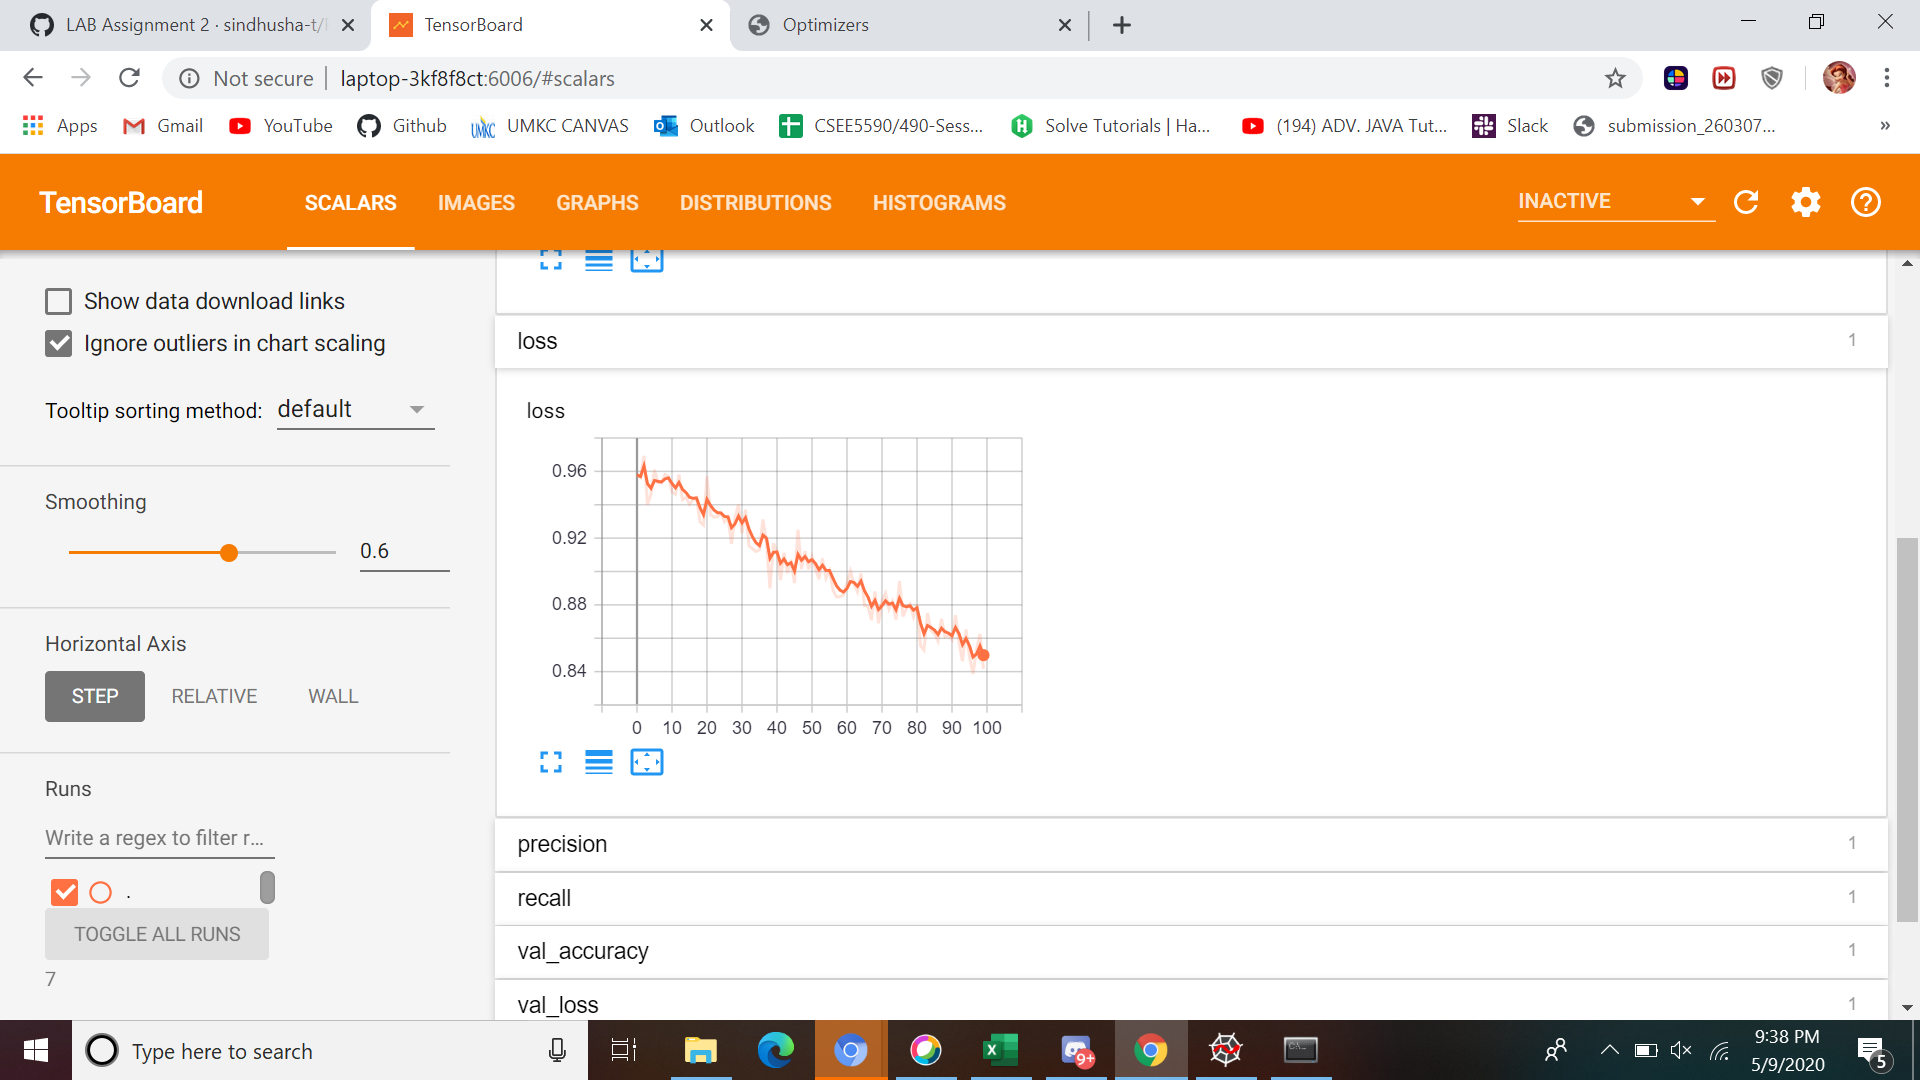 LAB Assignment 2 · sindhusha-t/
TensorBoard
Optimizers
Not secure
laptop-3kf8f8ct:6006/#scalars
Apps
Gmail
YouTube
Github
UMKC CANVAS
Outlook
CSEE5590/490-Sess...
Solve Tutorials | Ha...
(194) ADV. JAVA Tut...
Slack
submission_260307...
»
TensorBoard
SCALARS
IMAGES
GRAPHS
DISTRIBUTIONS
HISTOGRAMS
INACTIVE
Show data download links
Ignore outliers in chart scaling
Tooltip sorting method: default
Smoothing
0.6
Horizontal Axis
STEP
RELATIVE
WALL
Runs
Write a regex to filter r...
.
TOGGLE ALL RUNS
7
loss
1
loss
0.96
0.92
0.88
0.84
0 10 20 30 40 50 60 70 80 90 100
precision
1
recall
1
val_accuracy
1
val_loss
1
Type here to search
9+
9:38 PM
5/9/2020
5